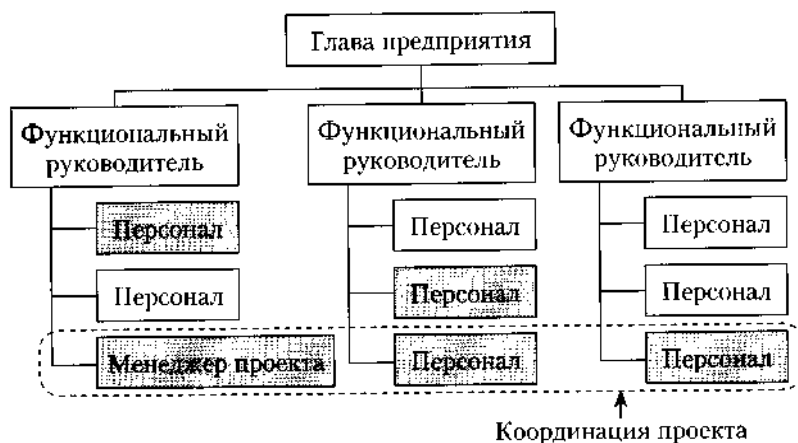 Глава предприятия
Функциональный
руководитель
Функциональный
руководитель
Функциональный
руководитель
Персонал
Персонал
Персонал
Персонал
Персонал
Персонал
Менеджер проекта
Персонал
Персонал
Координация проекта